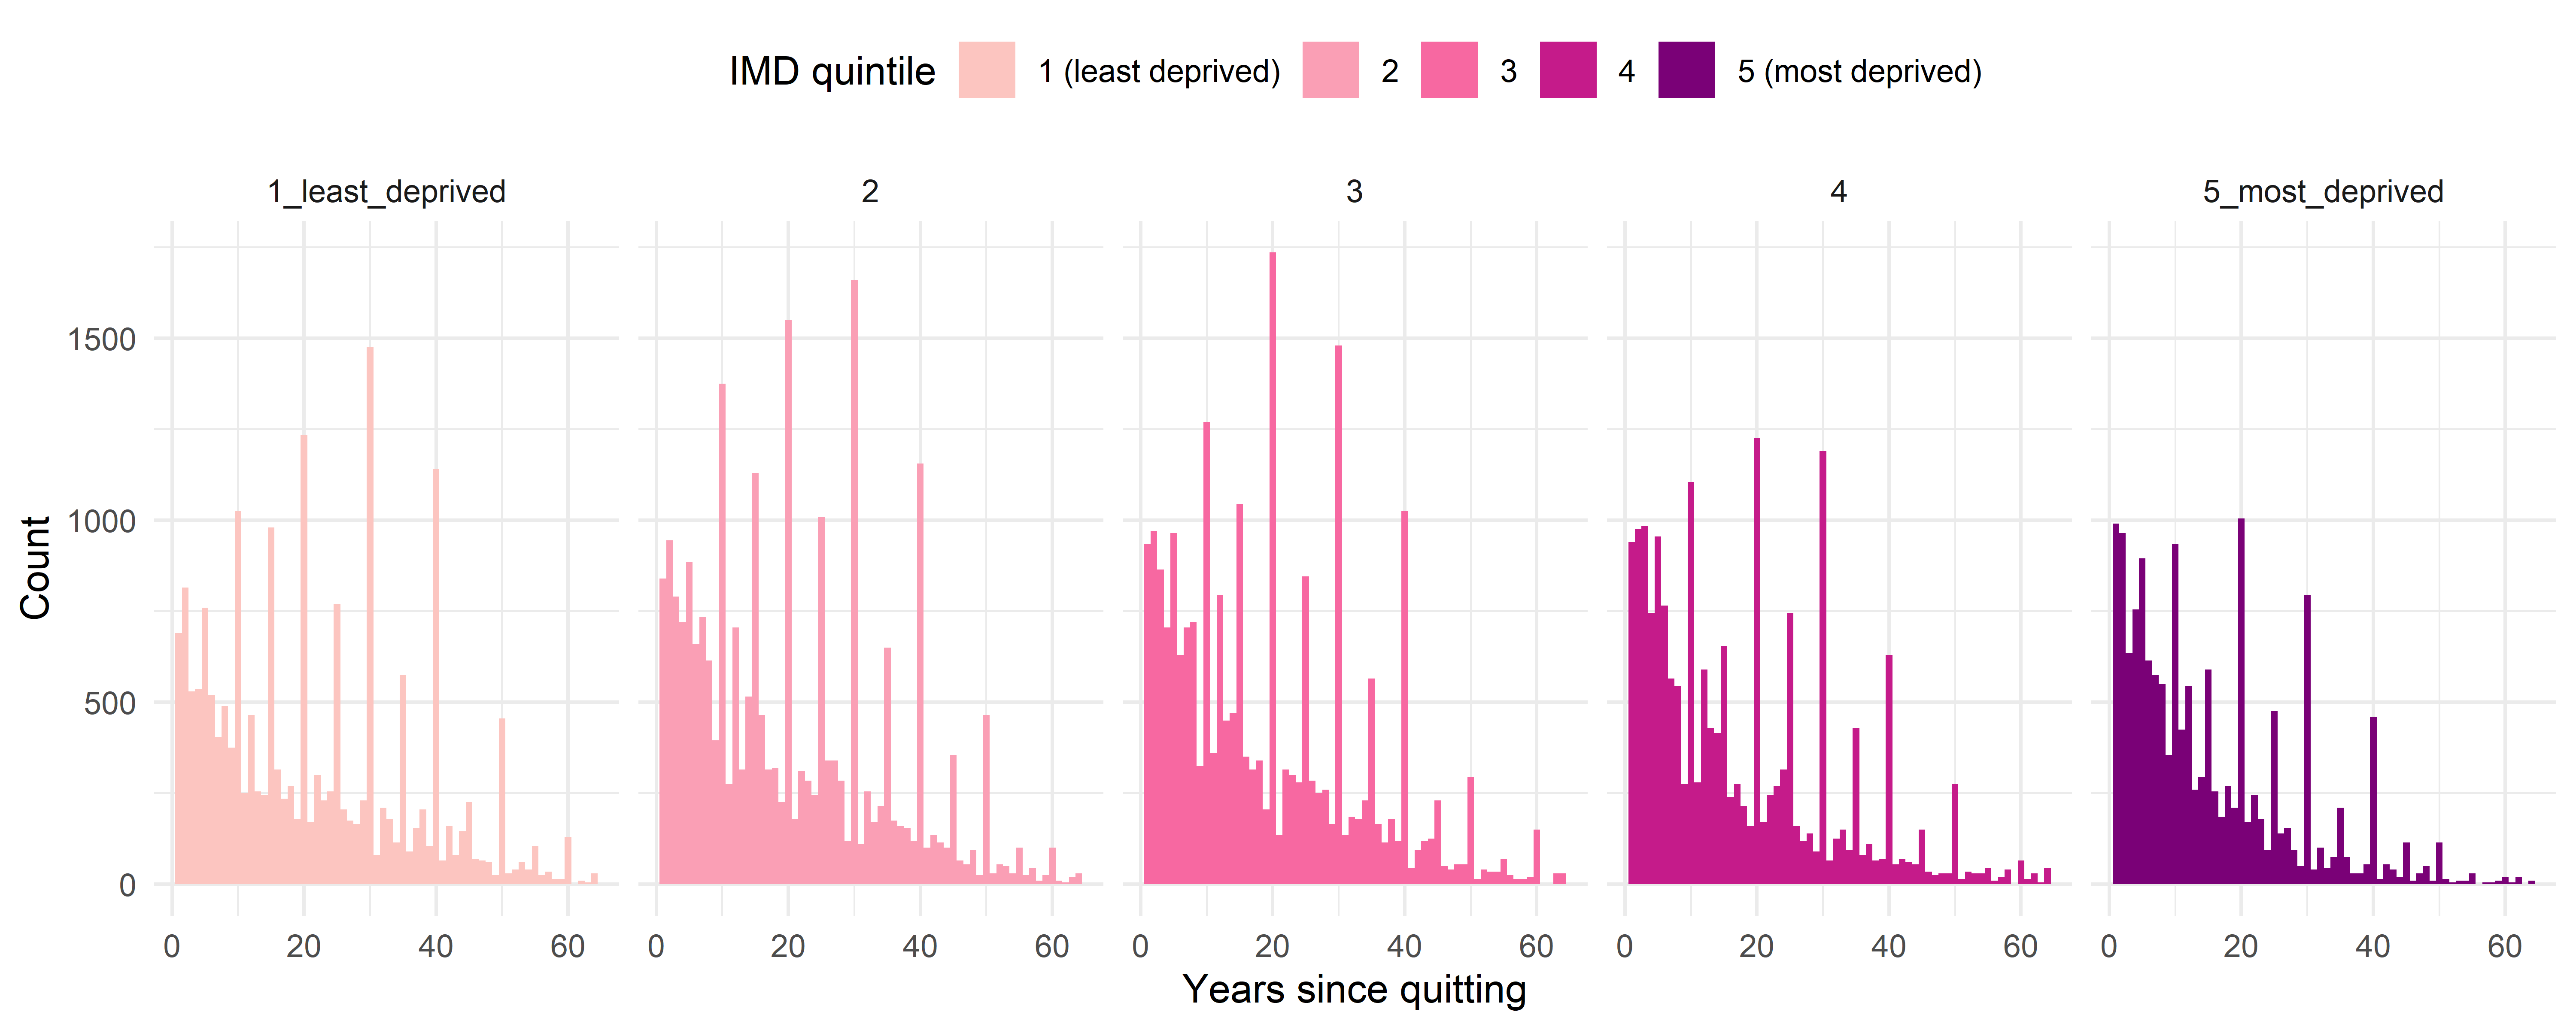 IMD quintile 1 (least deprived) 2 3 4 5 (most deprived)
1_least_deprived 2 3 4 5_most_deprived
Count
1500
1000
500
0
0 20 40 60 0 20 40 60 0 20 40 60 0 20 40 60 0 20 40 60
Years since quitting